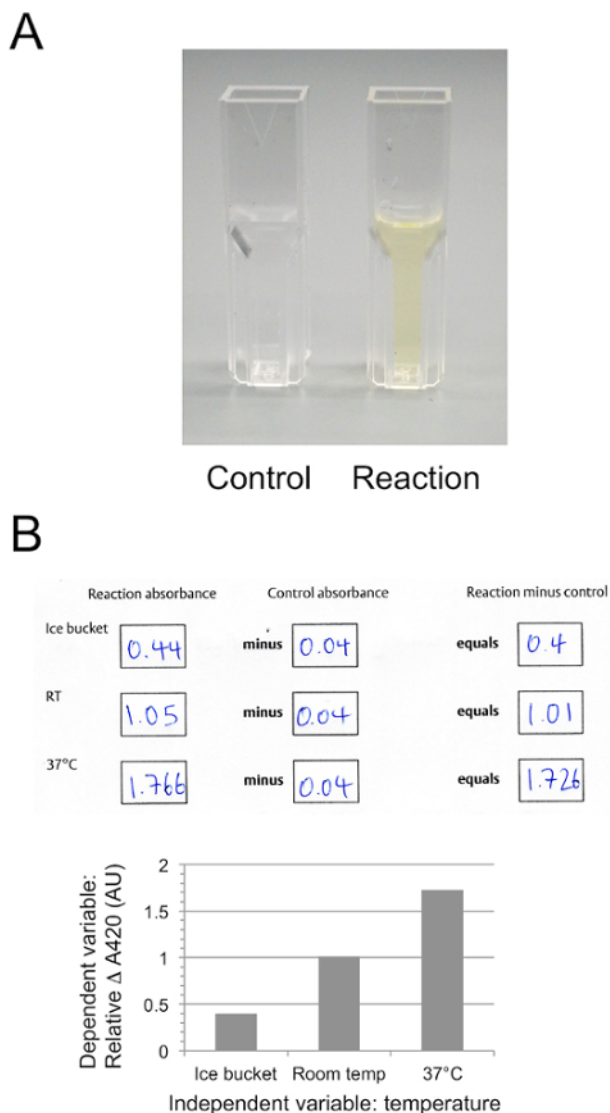 A
Control Reaction
B
Reaction absorbance Control absorbance Reaction minus control
Ice bucket 0.44 minus 0.04 equals 0.4
RT 1.05 minus 0.04 equals 1.01
37°C 1.766 minus 0.04 equals 1.726
Dependent variable:
Relative Δ A420 (AU)
2
1.5
1
0.5
0
Ice bucket Room temp 37°C
Independent variable: temperature